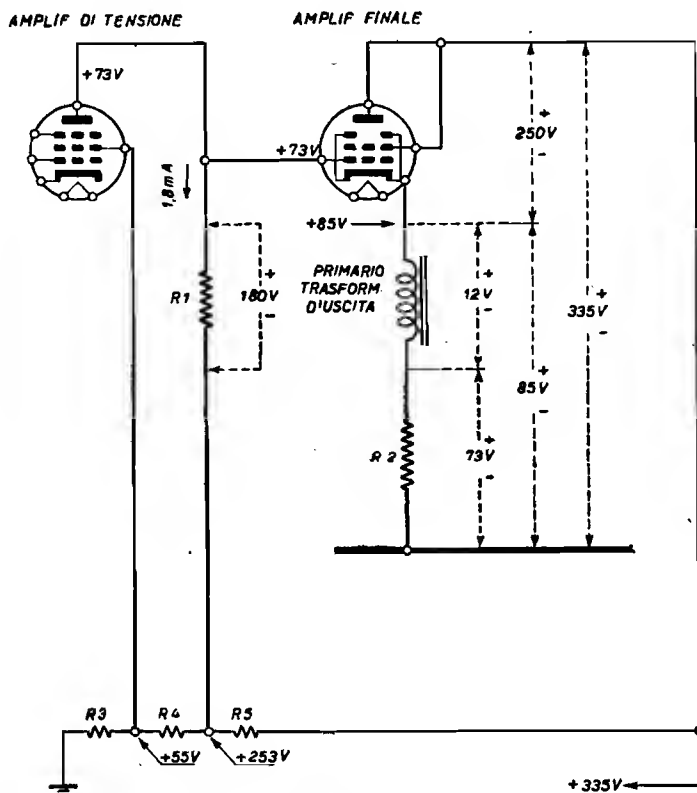 AMPLIF DI TENSIONE
AMPLIF FINALE
+73V
+73V
1,8mA
+
250V
-
+85V
R1
+
180V
-
PRIMARIO
TRASFORM.
D'USCITA
+
12V
-
+
335V
-
+
85V
-
R2
+
73V
-
R3
R4
R5
+55V
+253V
+335V